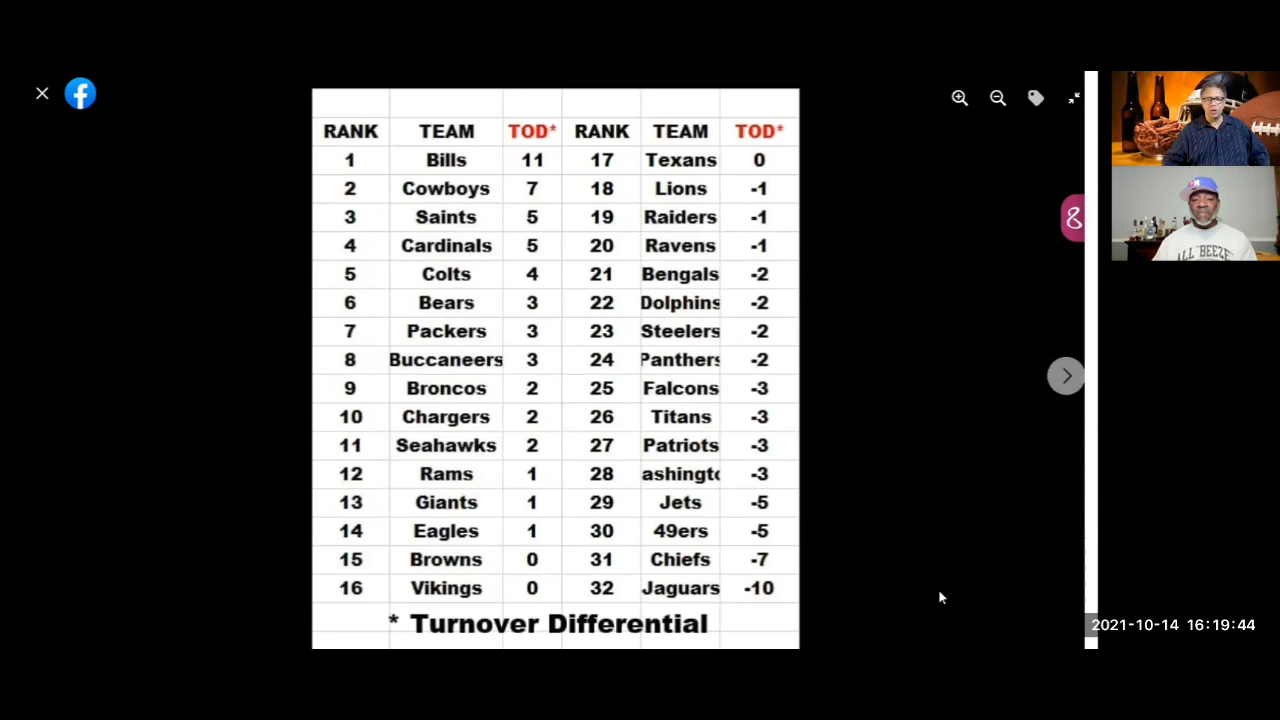 RANK TEAM TOD* RANK TEAM TOD*
1 Bills 11 17 Texans 0
2 Cowboys 7 18 Lions -1
3 Saints 5 19 Raiders -1
4 Cardinals 5 20 Ravens -1
5 Colts 4 21 Bengals -2
6 Bears 3 22 Dolphins -2
7 Packers 3 23 Steelers -2
8 Buccaneers 3 24 Panthers -2
9 Broncos 2 25 Falcons -3
10 Chargers 2 26 Titans -3
11 Seahawks 2 27 Patriots -3
12 Rams 1 28 ashingto -3
13 Giants 1 29 Jets -5
14 Eagles 1 30 49ers -5
15 Browns 0 31 Chiefs -7
16 Vikings 0 32 Jaguars -10
* Turnover Differential
8
ALL BEEZE
2021-10-14 16:19:44